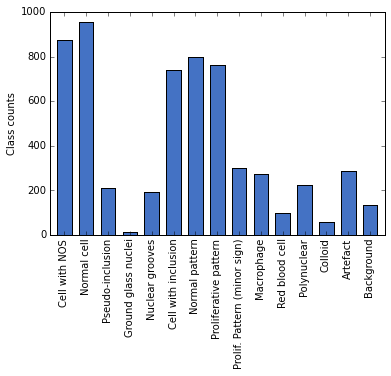 1000
800
600
400
200
0
Class counts
Cell with NOS
Normal cell
Pseudo-inclusion
Ground glass nuclei
Nuclear grooves
Cell with inclusion
Normal pattern
Proliferative pattern
Prolif. Pattern (minor sign)
Macrophage
Red blood cell
Polynuclear
Colloid
Artefact
Background